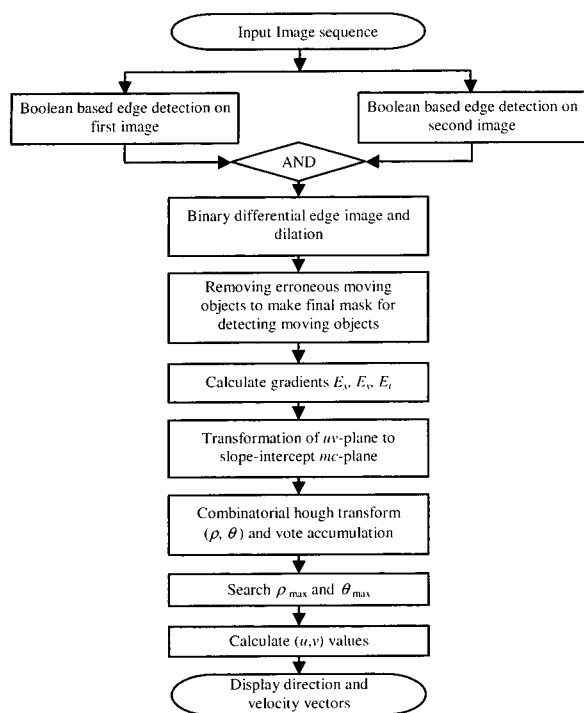 Input Image sequence
Boolean based edge detection on
first image
Boolean based edge detection on
second image
AND
Binary differential edge image and
dilation
Removing erroneous moving
objects to make final mask for
detecting moving objects
Calculate gradients Ex, Ey, Et
Transformation of uv-plane to
slope-intercept mc-plane
Combinatorial hough transform
(ρ, θ) and vote accumulation
Search ρ max and θ max
Calculate (u,v) values
Display direction and
velocity vectors